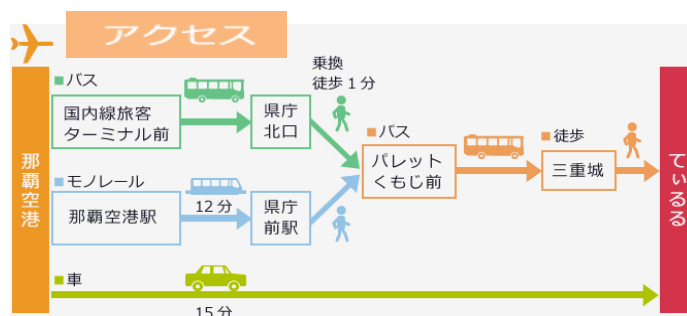 アクセス
那覇空港
■バス
国内線旅客
ターミナル前
県庁
北口
乗換
徒歩1分
■モノレール
那覇空港駅
12分
県庁
前駅
■バス
パレット
くもじ前
■徒歩
三重城
■車
15分
てぃるる